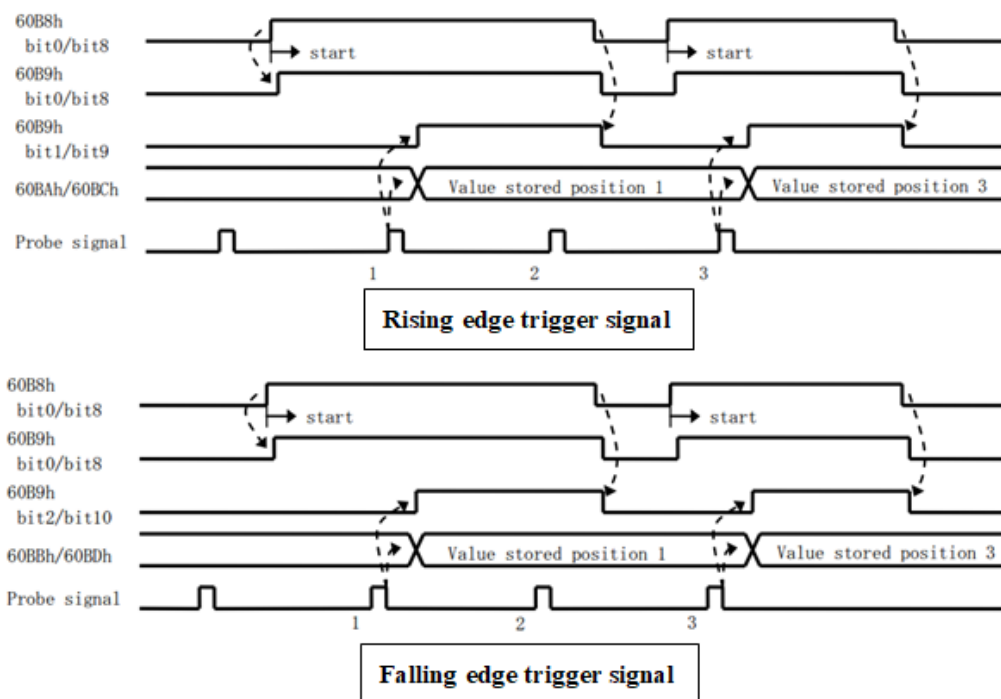 60B8h
bit0/bit8
start
start
60B9h
bit0/bit8
60B9h
bit1/bit9
60BAh/60BCh
Value stored position 1
Value stored position 3
Probe signal
1
2
3
Rising edge trigger signal
60B8h
bit0/bit8
start
start
60B9h
bit0/bit8
60B9h
bit2/bit10
60BBh/60BDh
Value stored position 1
Value stored position 3
Probe signal
1
2
3
Falling edge trigger signal